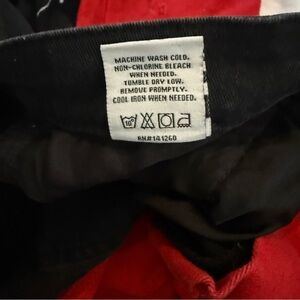 MACHINE WASH COLD.
NON-CHLORINE BLEACH
WHEN NEEDED.
TUMBLE DRY LOW.
REMOVE PROMPTLY.
COOL IRON WHEN NEEDED.
RN#141260